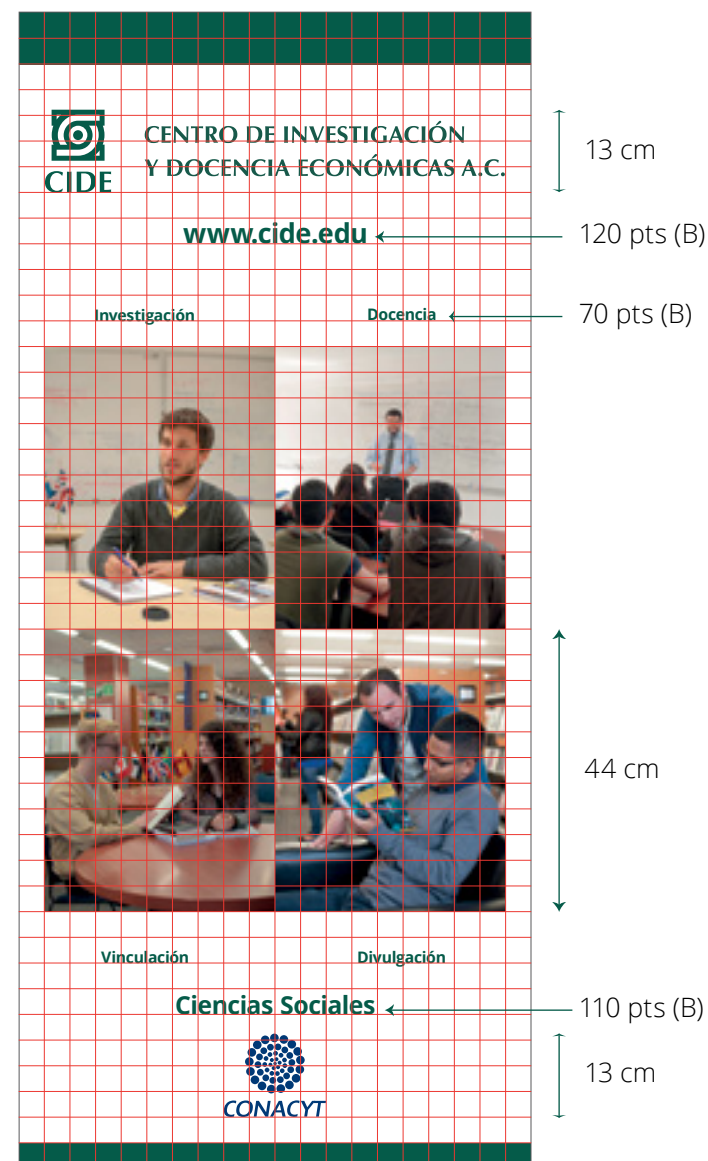 CIDE
CENTRO DE INVESTIGACIÓN
Y DOCENCIA ECONÓMICAS A.C.
13 cm
www.cide.edu
120 pts (B)
Investigación
Docencia
70 pts (B)
44 cm
Vinculación
Divulgación
Ciencias Sociales
110 pts (B)
CONACYT
13 cm